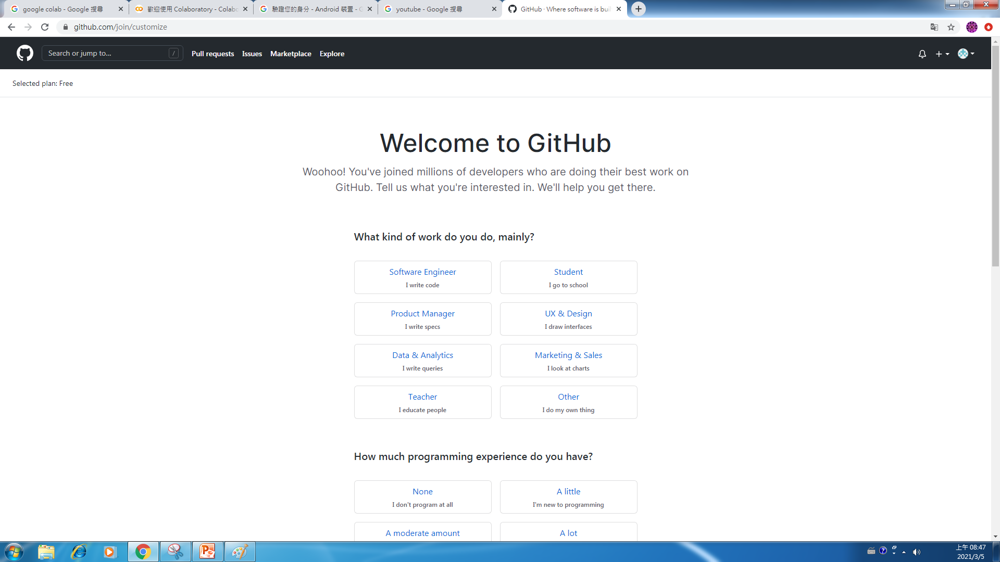 google colab - Google 搜尋
歡迎使用 Colaboratory - Colabo
驗證您的身分 - Android 裝置 - G
youtube - Google 搜尋
GitHub · Where software is buil
github.com/join/customize
Search or jump to... /
Pull requests Issues Marketplace Explore
Selected plan: Free
Welcome to GitHub
Woohoo! You've joined millions of developers who are doing their best work on
GitHub. Tell us what you're interested in. We'll help you get there.
What kind of work do you do, mainly?
Software Engineer
I write code
Student
I go to school
Product Manager
I write specs
UX & Design
I draw interfaces
Data & Analytics
I write queries
Marketing & Sales
I look at charts
Teacher
I educate people
Other
I do my own thing
How much programming experience do you have?
None
I don't program at all
A little
I'm new to programming
A moderate amount
A lot
上午 08:47
2021/3/5